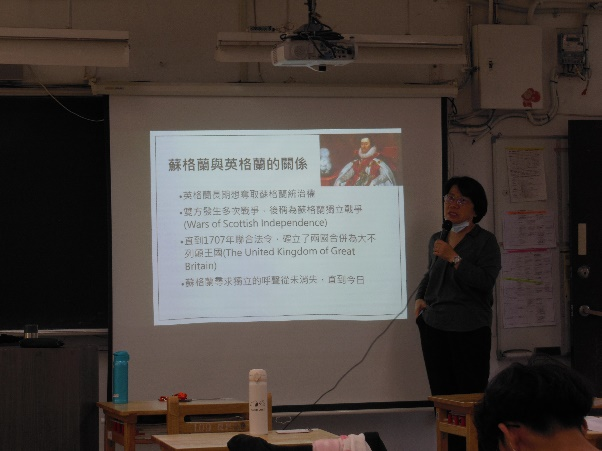 蘇格蘭與英格蘭的關係
•英格蘭長期想奪取蘇格蘭統治權
•雙方發生多次戰爭，後稱為蘇格蘭獨立戰爭
(Wars of Scottish Independence)
•直到1707年聯合法令，確立了兩國合併為大不
列顛王國(The United Kingdom of Great
Britain)
•蘇格蘭尋求獨立的呼聲從未消失，直到今日